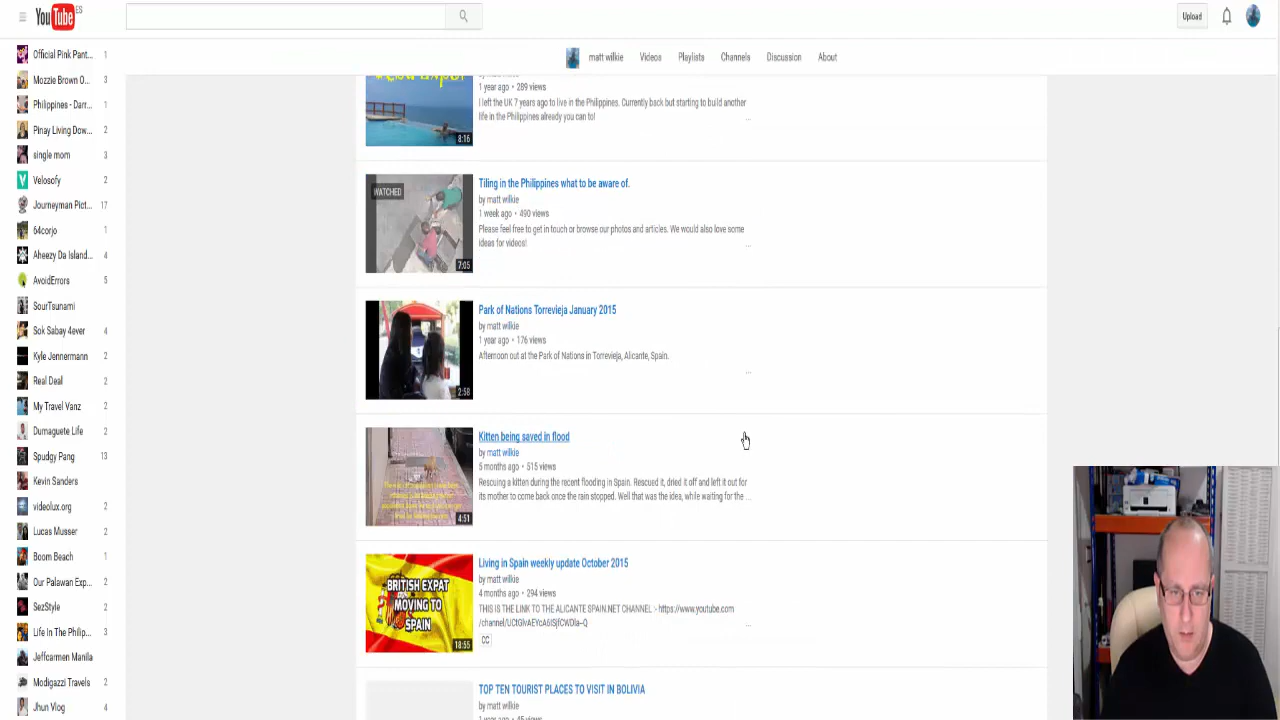 YouTube ES
Upload
matt wilkie Videos Playlists Channels Discussion About
Official Pink Pant... 1
Mozzie Brown O... 3
Philippines - Darr... 1
Pinay Living Dow... 2
single mom 3
Velosofy 2
Journeyman Pict... 17
64corjo 1
Aheezy Da Island... 4
AvoidErrors 5
SourTsunami
Sok Sabay 4ever 4
Kyle Jennermann 2
Real Deal 2
My Travel Vanz 2
Dumaguete Life 2
Spudgy Pang 13
Kevin Sanders
videolux.org 2
Lucas Musser 2
Boom Beach 1
Our Palawan Exp... 2
SezStyle 2
Life In The Philip... 3
Jeffcarmen Manila
Modigazzi Travels 2
Jhun Vlog 4
8:16
1 year ago • 289 views
I left the UK 7 years ago to live in the Philippines. Currently back but starting to build another
life in the Philippines already you can to!
...
WATCHED
7:05
Tiling in the Philippines what to be aware of.
by matt wilkie
1 week ago • 490 views
Please feel free to get in touch or browse our photos and articles. We would also love some
ideas for videos!
...
2:58
Park of Nations Torrevieja January 2015
by matt wilkie
1 year ago • 176 views
Afternoon out at the Park of Nations in Torrevieja, Alicante, Spain.
...
4:51
Kitten being saved in flood
by matt wilkie
5 months ago • 515 views
Rescuing a kitten during the recent flooding in Spain. Rescued it, dried it off and left it out for
its mother to come back once the rain stopped. Well that was the idea, while waiting for the ...
BRITISH EXPAT
MOVING TO
SPAIN
18:55
Living in Spain weekly update October 2015
by matt wilkie
4 months ago • 294 views
THIS IS THE LINK TO THE ALICANTE SPAIN.NET CHANNEL :- https://www.youtube.com
...
CC
TOP TEN TOURIST PLACES TO VISIT IN BOLIVIA
by matt wilkie
1 year ago • 45 views